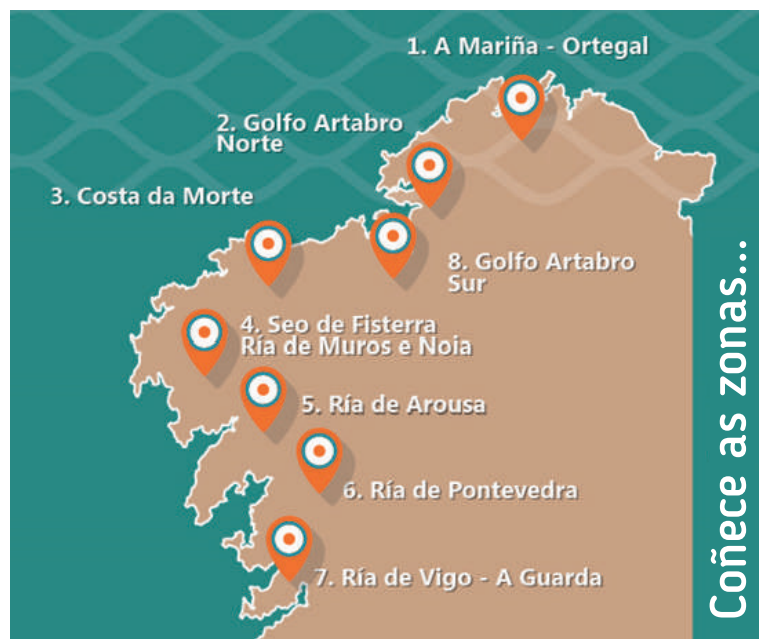 1. A Mariña - Ortegal
2. Golfo Artabro
Norte
3. Costa da Morte
8. Golfo Artabro
Sur
4. Seo de Fisterra
Ría de Muros e Noia
5. Ría de Arousa
6. Ría de Pontevedra
7. Ría de Vigo - A Guarda
Coñece as zonas...